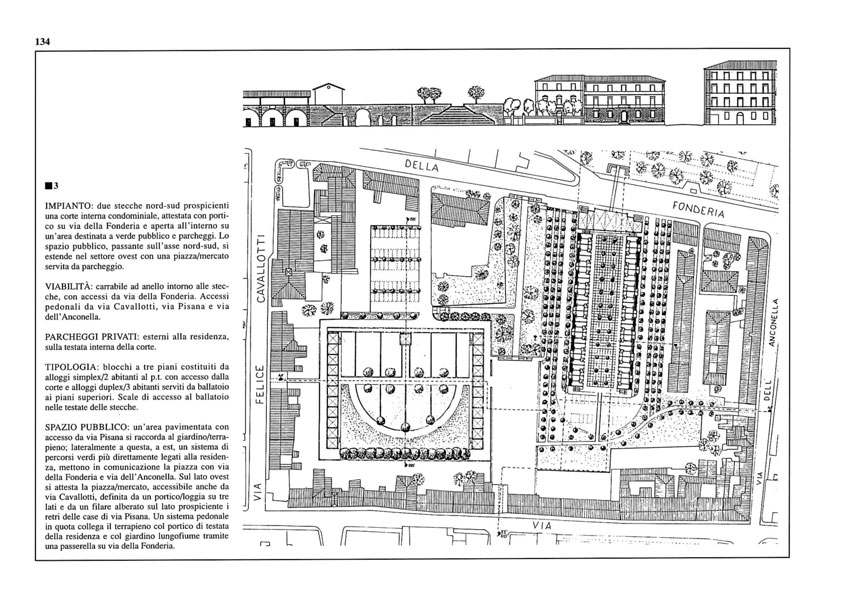 134
■3
IMPIANTO: due stecche nord-sud prospicienti
una corte interna condominiale, attestata con porti-
co su via della Fonderia e aperta all'interno su
un'area destinata a verde pubblico e parcheggi. Lo
spazio pubblico, passante sull'asse nord-sud, si
estende nel settore ovest con una piazza/mercato
servita da parcheggio.
VIABILITÀ: carrabile ad anello intorno alle stec-
che, con accessi da via della Fonderia. Accessi
pedonali da via Cavallotti, via Pisana e via
dell'Anconella.
PARCHEGGI PRIVATI: esterni alla residenza,
sulla testata interna della corte.
TIPOLOGIA: blocchi a tre piani costituiti da
alloggi simplex/2 abitanti al p.t. con accesso dalla
corte e alloggi duplex/3 abitanti serviti da ballatoio
ai piani superiori. Scale di accesso al ballatoio
nelle testate delle stecche.
SPAZIO PUBBLICO: un'area pavimentata con
accesso da via Pisana si raccorda al giardino/terra-
pieno; lateralmente a questa, a est, un sistema di
percorsi verdi più direttamente legati alla residen-
za, mettono in comunicazione la piazza con via
della Fonderia e via dell'Anconella. Sul lato ovest
si attesta la piazza/mercato, accessibile anche da
via Cavallotti, definita da un portico/loggia su tre
lati e da un filare alberato sul lato prospiciente i
retri delle case di via Pisana. Un sistema pedonale
in quota collega il terrapieno col portico di testata
della residenza e col giardino lungofiume tramite
una passerella su via della Fonderia.
DELLA
FONDERIA
VIA FELICE CAVALLOTTI
VIA DELL' ANCONELLA
VIA